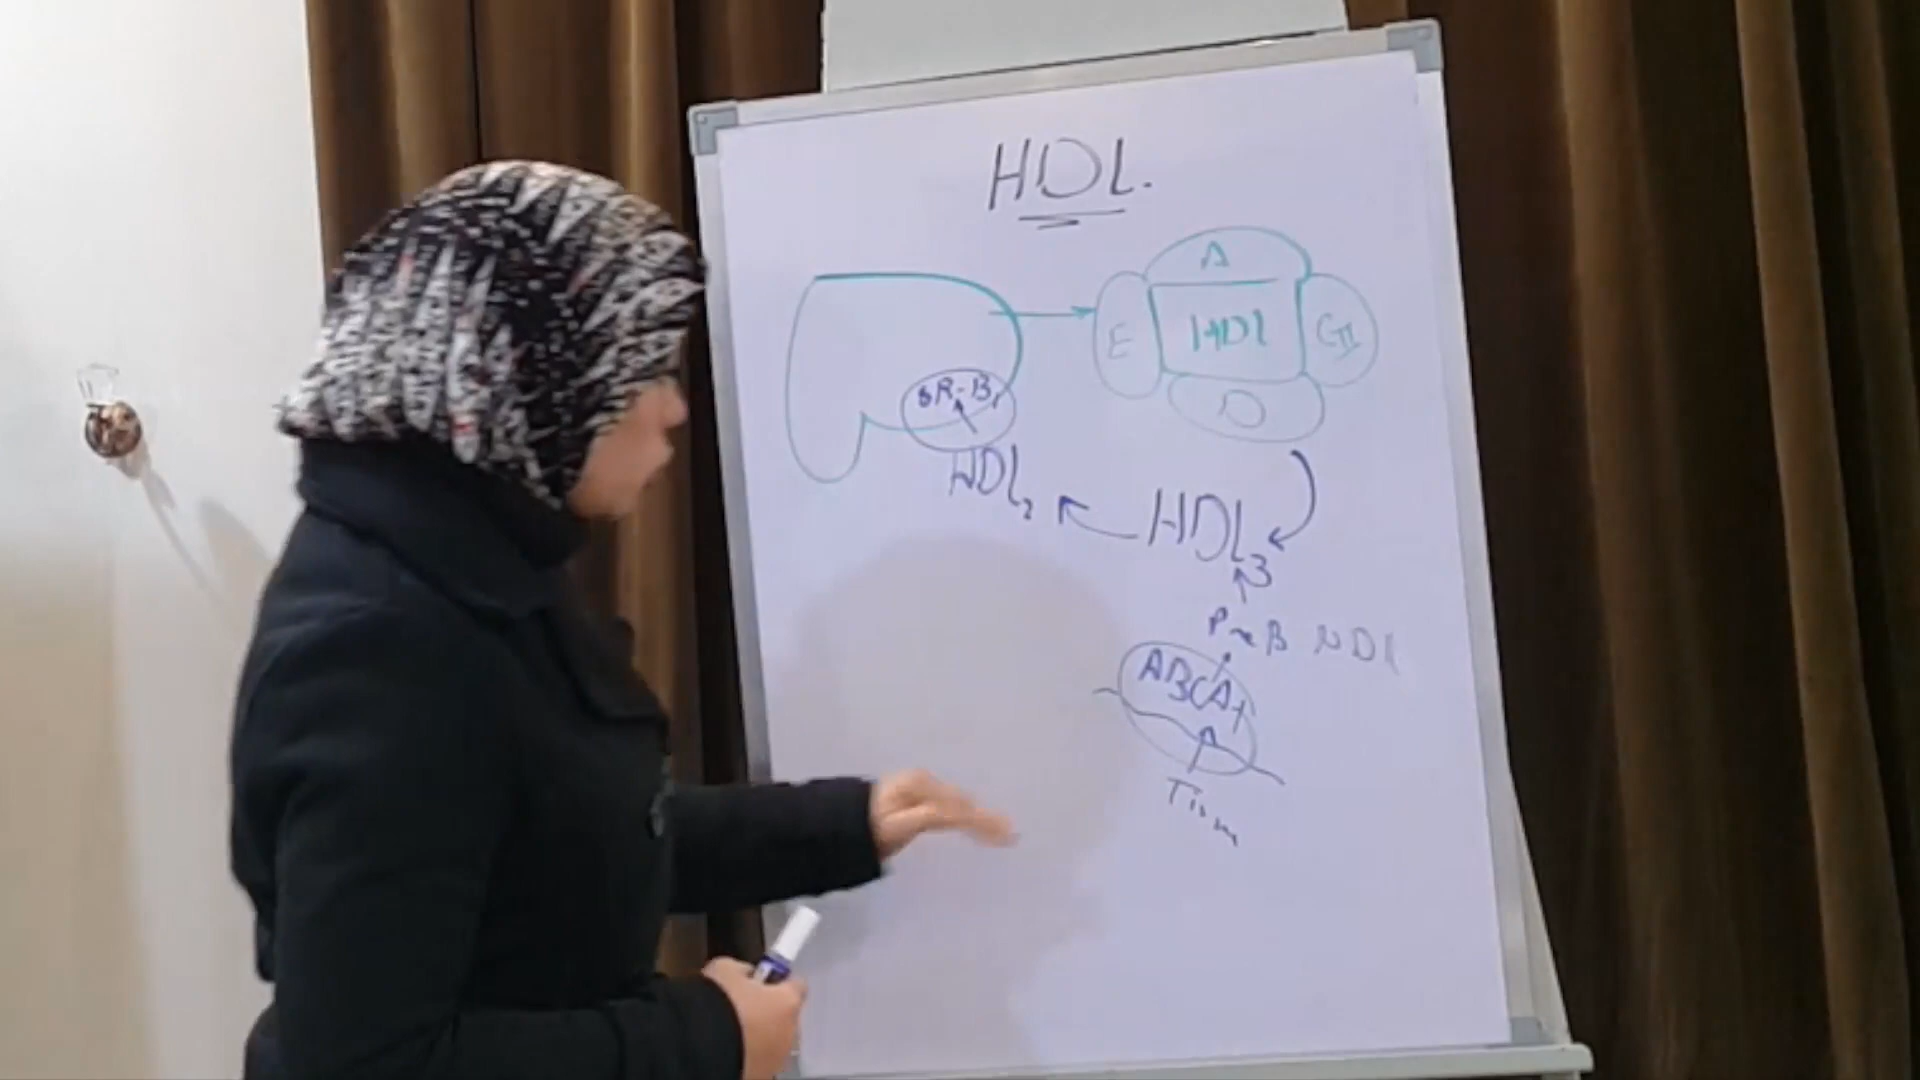 HDL.
A
E HDL CII
D
SR-B1
HDL2
HDL3
Pre B HDL
ABCA1